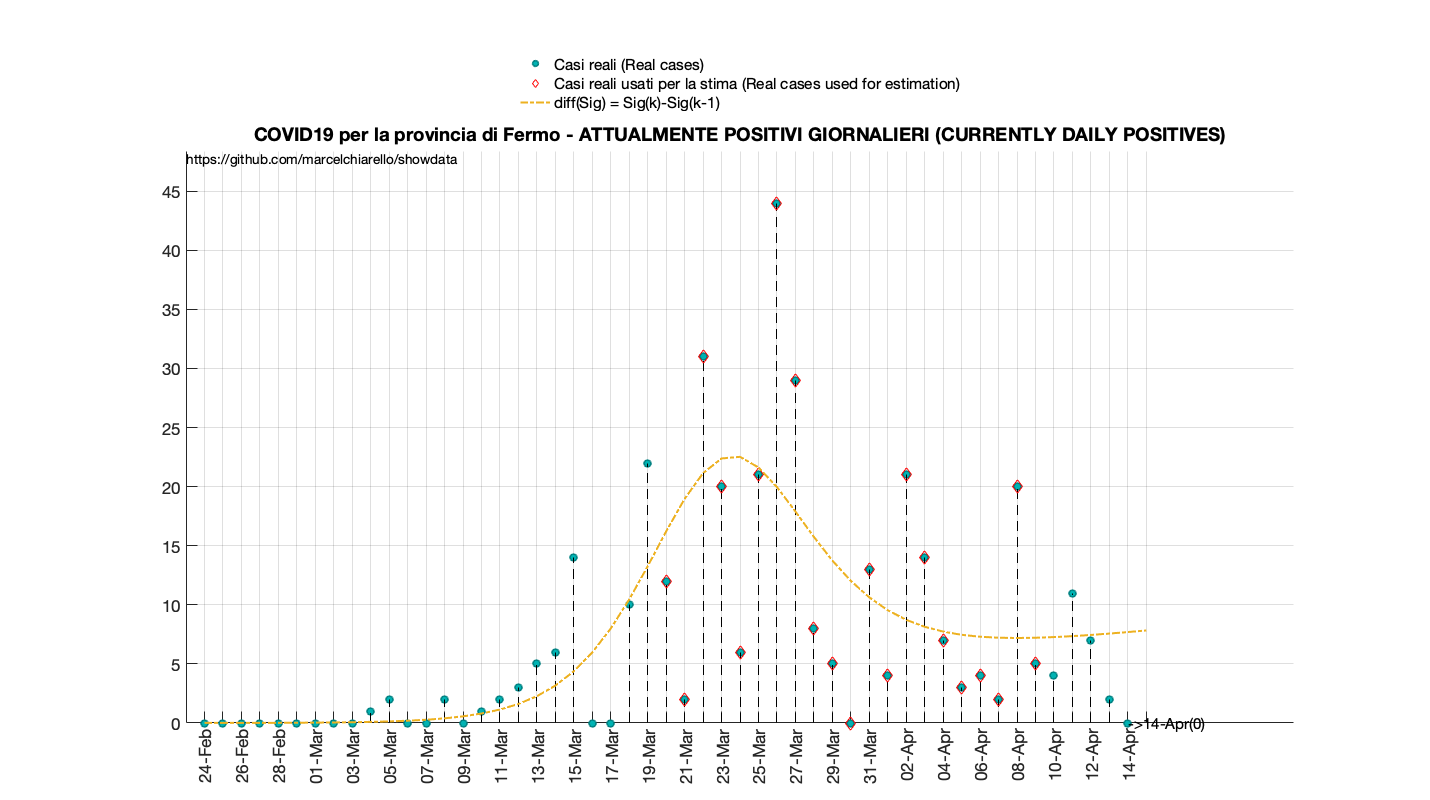 Casi reali (Real cases)
Casi reali usati per la stima (Real cases used for estimation)
diff(Sig) = Sig(k)-Sig(k-1)
COVID19 per la provincia di Fermo - ATTUALMENTE POSITIVI GIORNALIERI (CURRENTLY DAILY POSITIVES)
https://github.com/marcelchiarello/showdata
45
40
35
30
25
20
15
10
5
0
->14-Apr(0)
24-Feb
26-Feb
28-Feb
01-Mar
03-Mar
05-Mar
07-Mar
09-Mar
11-Mar
13-Mar
15-Mar
17-Mar
19-Mar
21-Mar
23-Mar
25-Mar
27-Mar
29-Mar
31-Mar
02-Apr
04-Apr
06-Apr
08-Apr
10-Apr
12-Apr
14-Apr